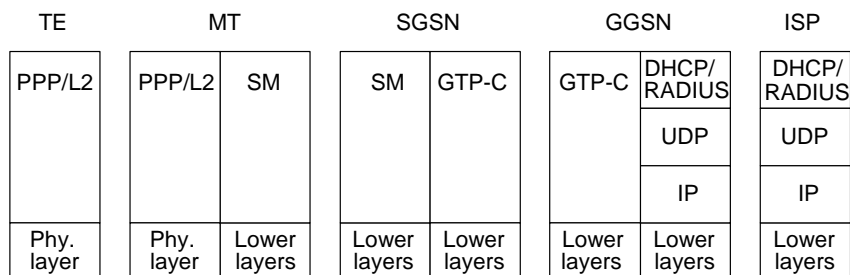 TE MT SGSN GGSN ISP
PPP/L2 PPP/L2 SM SM GTP-C GTP-C DHCP/ RADIUS DHCP/ RADIUS
UDP UDP
IP IP
Phy. layer Phy. layer Lower layers Lower layers Lower layers Lower layers Lower layers Lower layers